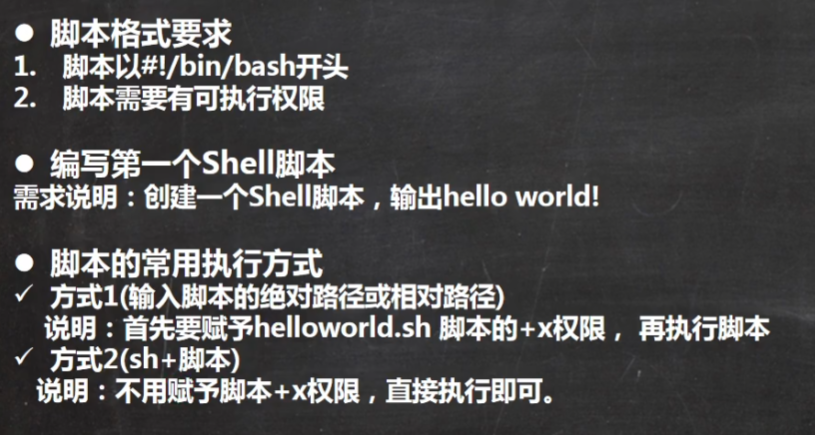 ● 脚本格式要求
1. 脚本以#!/bin/bash开头
2. 脚本需要有可执行权限
● 编写第一个Shell脚本
需求说明：创建一个Shell脚本，输出hello world!
● 脚本的常用执行方式
✓ 方式1(输入脚本的绝对路径或相对路径)
说明：首先要赋予helloworld.sh 脚本的+x权限， 再执行脚本
✓ 方式2(sh+脚本)
说明：不用赋予脚本+x权限，直接执行即可。